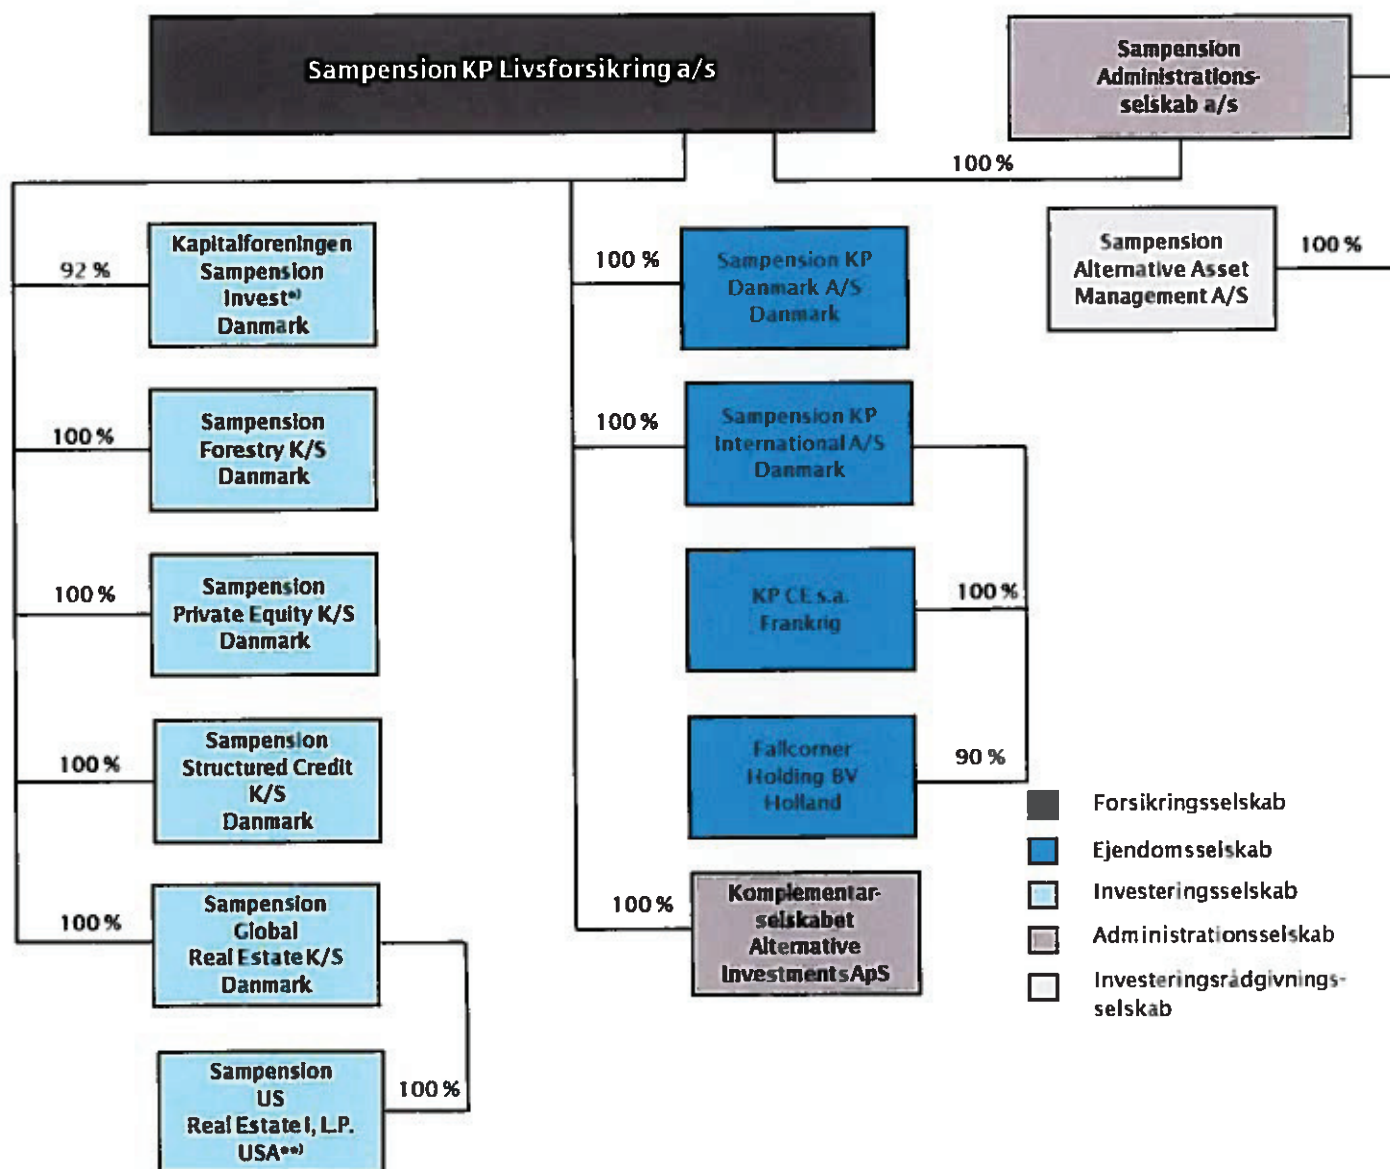 Sampension KP Livsforsikring a/s
Sampension
Administrations-
selskab a/s
100 %
92 %
Kapitalforeningen
Sampension
Invest*)
Danmark
100 %
Sampension KP
Danmark A/S
Danmark
Sampension
Alternative Asset
Management A/S
100 %
100 %
Sampension
Forestry K/S
Danmark
100 %
Sampension KP
International A/S
Danmark
100 %
Sampension
Private Equity K/S
Danmark
KP CE s.a.
Frankrig
100 %
100 %
Sampension
Structured Credit
K/S
Danmark
Fallcorner
Holding BV
Holland
90 %
100 %
Sampension
Global
Real Estate K/S
Danmark
100 %
Komplementar-
selskabet
Alternative
Investments ApS
Sampension
US
Real Estate I, L.P.
USA**)
100 %
Forsikringsselskab
Ejendomsselskab
Investeringsselskab
Administrationsselskab
Investeringsrådgivnings-
selskab